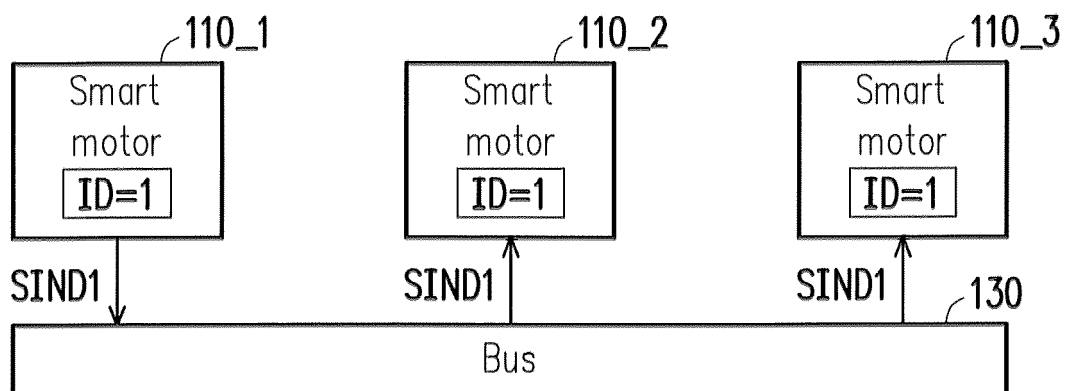 110_1 110_2 110_3
Smart Smart Smart
motor motor motor
ID=1 ID=1 ID=1
SIND1 SIND1 SIND1 130
Bus